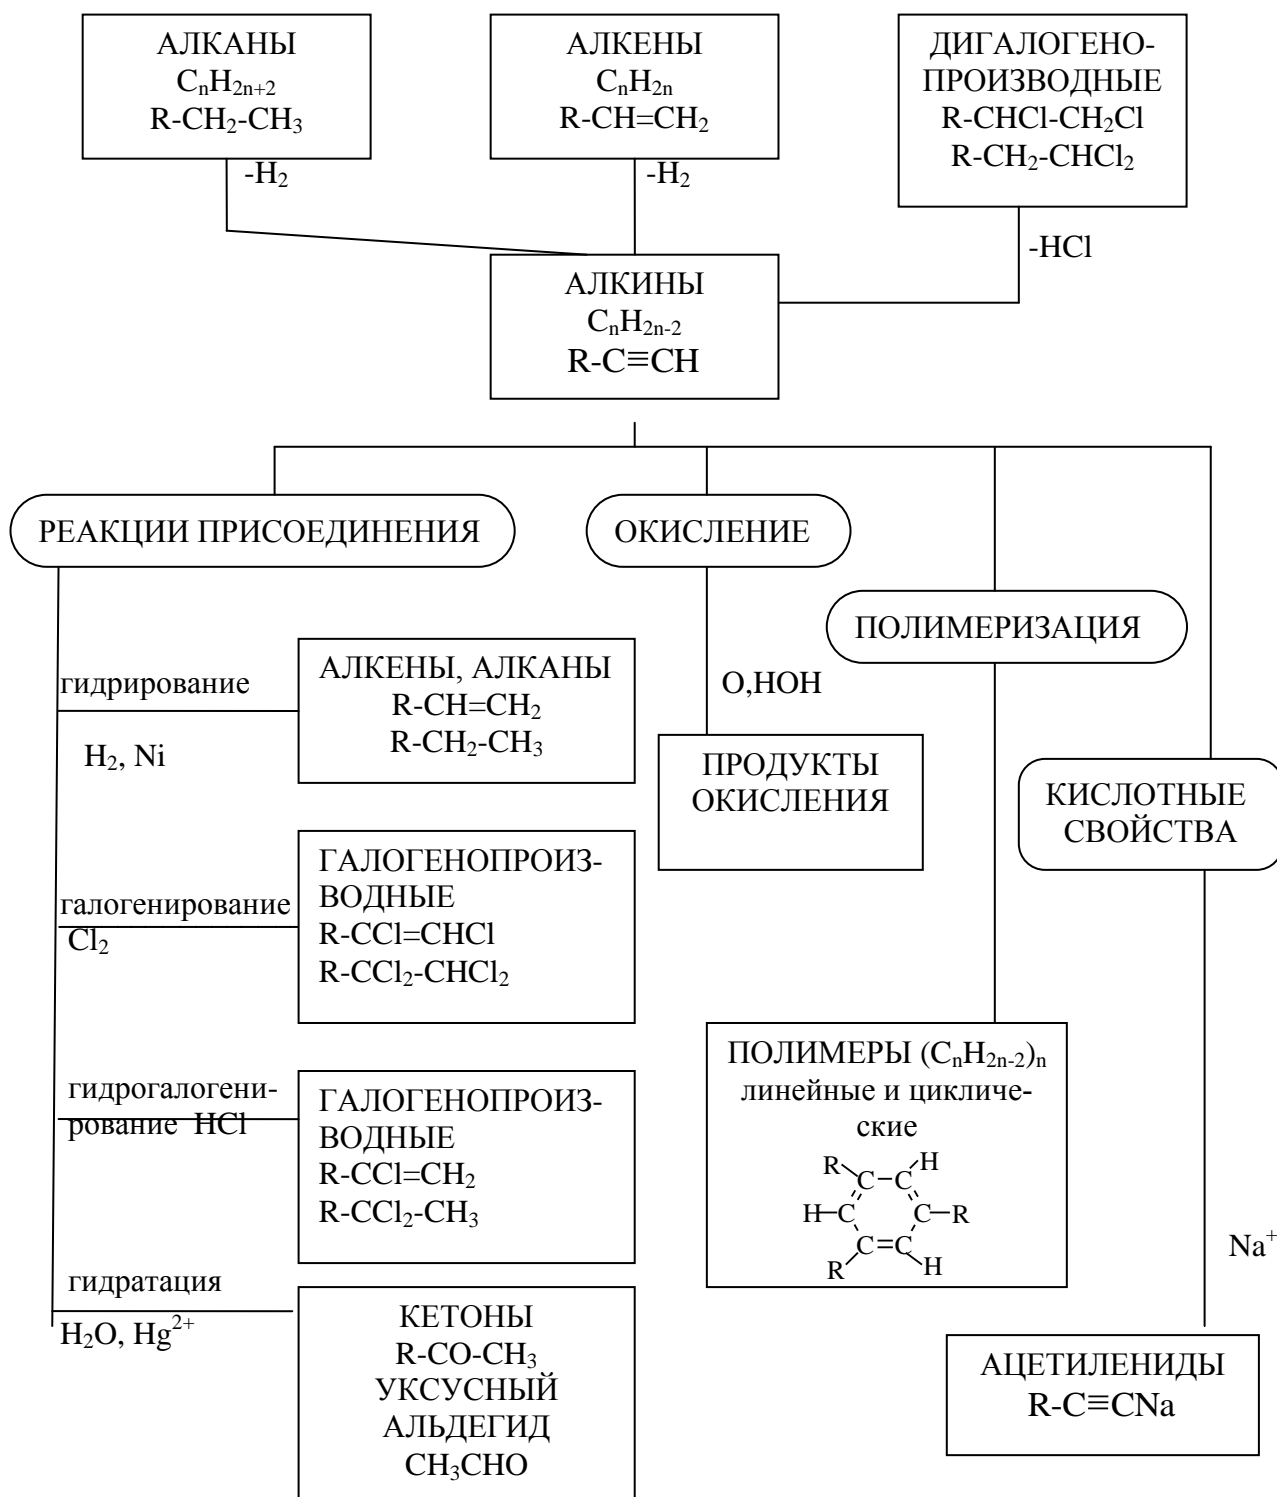 АЛКАНЫ
CₙH₂ₙ₊₂
R-CH₂-CH₃
АЛКЕНЫ
CₙH₂ₙ
R-CH=CH₂
ДИГАЛОГЕНО-
ПРОИЗВОДНЫЕ
R-CHCl-CH₂Cl
R-CH₂-CHCl₂
-H₂
-H₂
-HCl
АЛКИНЫ
CₙH₂ₙ₋₂
R-C≡CH
РЕАКЦИИ ПРИСОЕДИНЕНИЯ
ОКИСЛЕНИЕ
ПОЛИМЕРИЗАЦИЯ
КИСЛОТНЫЕ
СВОЙСТВА
гидрирование
H₂, Ni
АЛКЕНЫ, АЛКАНЫ
R-CH=CH₂
R-CH₂-CH₃
O,HOH
ПРОДУКТЫ
ОКИСЛЕНИЯ
галогенирование
Cl₂
ГАЛОГЕНОПРОИЗ-
ВОДНЫЕ
R-CCl=CHCl
R-CCl₂-CHCl₂
гидрогалогени-
рование HCl
ГАЛОГЕНОПРОИЗ-
ВОДНЫЕ
R-CCl=CH₂
R-CCl₂-CH₃
ПОЛИМЕРЫ (CₙH₂ₙ₋₂)ₙ
линейные и цикличе-
ские
R C C H
H C C R
R C=C H
Na⁺
гидратация
H₂O, Hg²⁺
КЕТОНЫ
R-CO-CH₃
УКСУСНЫЙ
АЛЬДЕГИД
CH₃CHO
АЦЕТИЛЕНИДЫ
R-C≡CNa